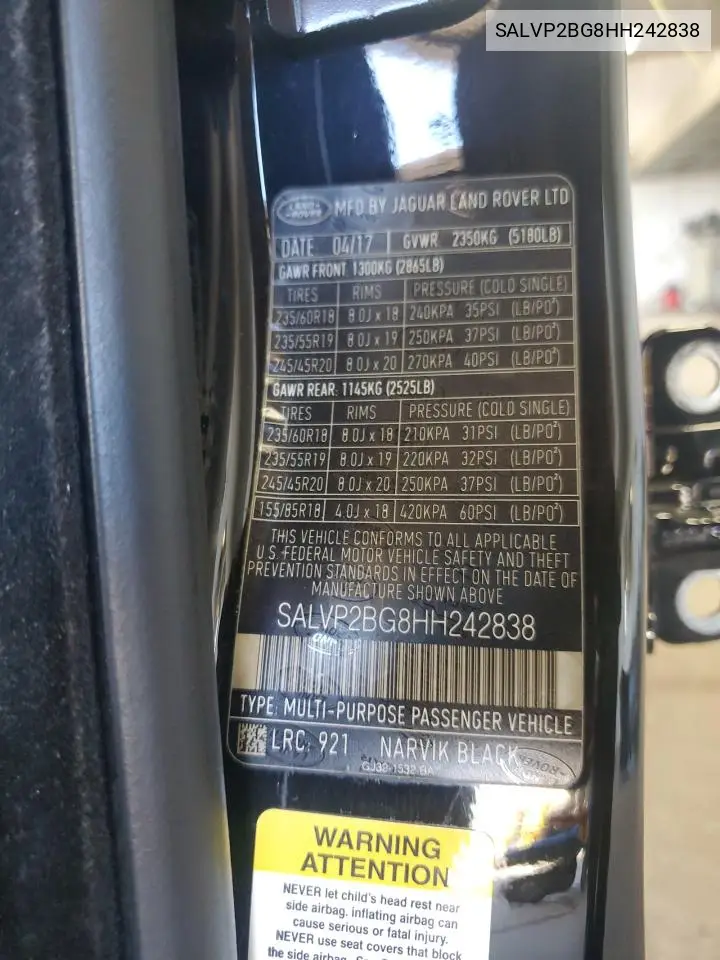 SALVP2BG8HH242838
LAND ROVER
MFD BY JAGUAR LAND ROVER LTD
DATE 04/17 GVWR 2350KG (5180LB)
GAWR FRONT 1300KG (2865LB)
TIRES RIMS PRESSURE (COLD SINGLE)
235/60R18 8.0J x 18 240KPA 35PSI (LB/PO²)
235/55R19 8.0J x 19 250KPA 37PSI (LB/PO²)
245/45R20 8.0J x 20 270KPA 40PSI (LB/PO²)
GAWR REAR: 1145KG (2525LB)
TIRES RIMS PRESSURE (COLD SINGLE)
235/60R18 8.0J x 18 210KPA 31PSI (LB/PO²)
235/55R19 8.0J x 19 220KPA 32PSI (LB/PO²)
245/45R20 8.0J x 20 250KPA 37PSI (LB/PO²)
155/85R18 4.0J x 18 420KPA 60PSI (LB/PO²)
THIS VEHICLE CONFORMS TO ALL APPLICABLE
U.S. FEDERAL MOTOR VEHICLE SAFETY AND THEFT
PREVENTION STANDARDS IN EFFECT ON THE DATE OF
MANUFACTURE SHOWN ABOVE
SALVP2BG8HH242838
TYPE: MULTI-PURPOSE PASSENGER VEHICLE
LRC: 921 NARVIK BLACK
ROVER
WARNING
ATTENTION
NEVER let child's head rest near
side airbag. inflating airbag can
cause serious or fatal injury.
NEVER use seat covers that block
the side airbag.